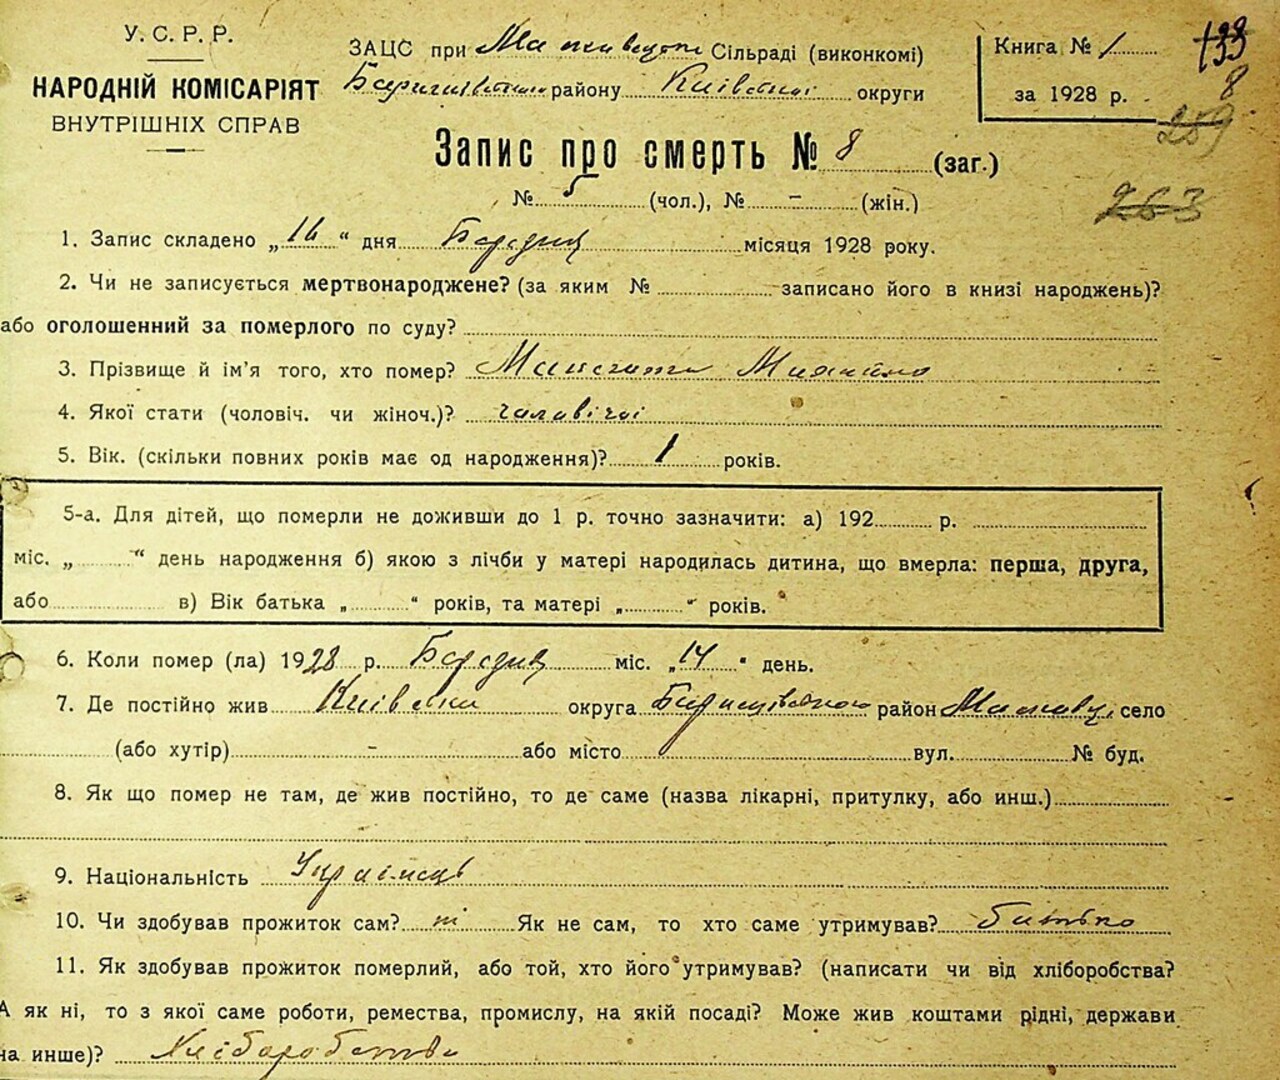 У. С. Р. Р.
НАРОДНІЙ КОМІСАРІЯТ
ВНУТРІШНІХ СПРАВ
ЗАЦС при Сільраді (виконкомі)
району Київської округи
Книга № 1
за 1928 р.
133
8
289
263
Запис про смерть № 8 (заг.)
№ 5 (чол.), № - (жін.)
1. Запис складено „16“ дня Березня місяця 1928 року.
2. Чи не записується мертвонароджене? (за яким № записано його в книзі народжень)?
або оголошенний за померлого по суду?
3. Прізвище й ім'я того, хто помер? Михайло
4. Якої стати (чоловіч. чи жіноч.)? чоловічої
5. Вік. (скільки повних років має од народження)? 1 років.
5-а. Для дітей, що померли не доживши до 1 р. точно зазначити: а) 192 р.
міс. „ “ день народження б) якою з лічби у матері народилась дитина, що вмерла: перша, друга,
або в) Вік батька „ “ років, та матері „ “ років.
6. Коли помер (ла) 1928 р. Березня міс. „14“ день.
7. Де постійно жив Київська округа район село
(або хутір) - або місто вул. № буд.
8. Як що помер не там, де жив постійно, то де саме (назва лікарні, притулку, або инш.)
9. Національність Українець
10. Чи здобував прожиток сам? ні Як не сам, то хто саме утримував? батько
11. Як здобував прожиток померлий, або той, хто його утримував? (написати чи від хліборобства?
А як ні, то з якої саме роботи, ремества, промислу, на якій посаді? Може жив коштами рідні, держави
на инше)? Хліборобство